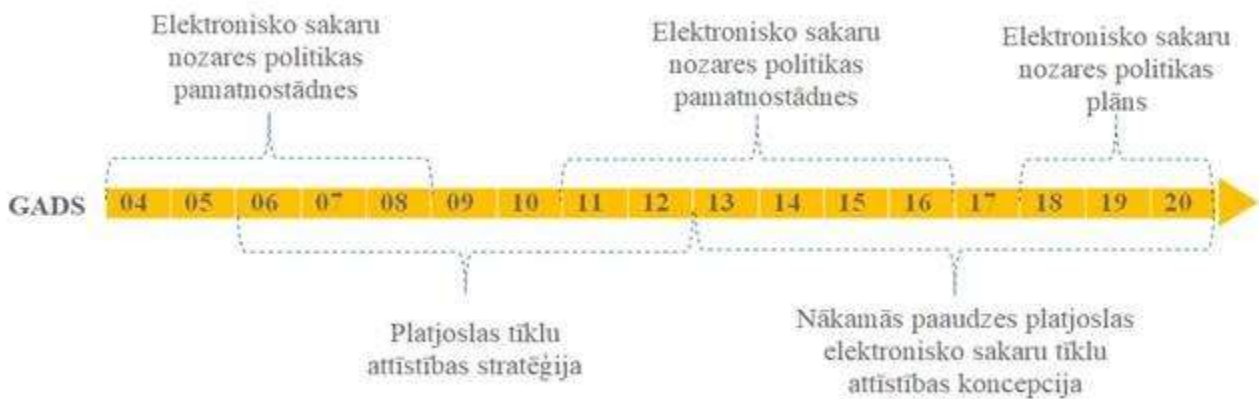 Elektronisko sakaru
nozares politikas
pamatnostādnes
Elektronisko sakaru
nozares politikas
pamatnostādnes
Elektronisko sakaru
nozares politikas
plāns
GADS 04 05 06 07 08 09 10 11 12 13 14 15 16 17 18 19 20
Platjoslas tīklu
attīstības stratēģija
Nākamās paaudzes platjoslas
elektronisko sakaru tīklu
attīstības koncepcija